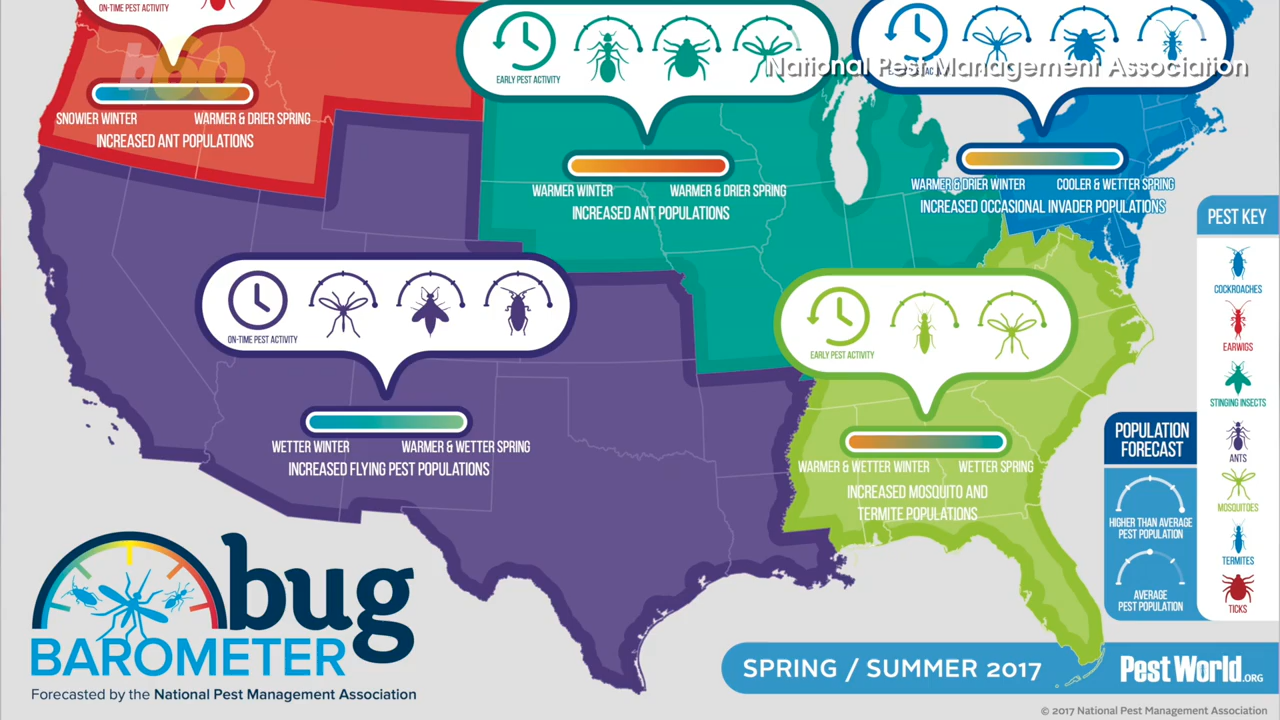 ON-TIME PEST ACTIVITY
SNOWIER WINTER
WARMER & DRIER SPRING
INCREASED ANT POPULATIONS
EARLY PEST ACTIVITY
WARMER WINTER
WARMER & DRIER SPRING
INCREASED ANT POPULATIONS
National Pest Management Association
WARMER & DRIER WINTER
COOLER & WETTER SPRING
INCREASED OCCASIONAL INVADER POPULATIONS
ON-TIME PEST ACTIVITY
WETTER WINTER
WARMER & WETTER SPRING
INCREASED FLYING PEST POPULATIONS
EARLY PEST ACTIVITY
WARMER & WETTER WINTER
WETTER SPRING
INCREASED MOSQUITO AND
TERMITE POPULATIONS
PEST KEY
COCKROACHES
EARWIGS
STINGING INSECTS
ANTS
MOSQUITOES
TERMITES
TICKS
POPULATION
FORECAST
HIGHER THAN AVERAGE
PEST POPULATION
AVERAGE
PEST POPULATION
bug
BAROMETER
Forecasted by the National Pest Management Association
SPRING / SUMMER 2017
PestWorld.ORG
© 2017 National Pest Management Association